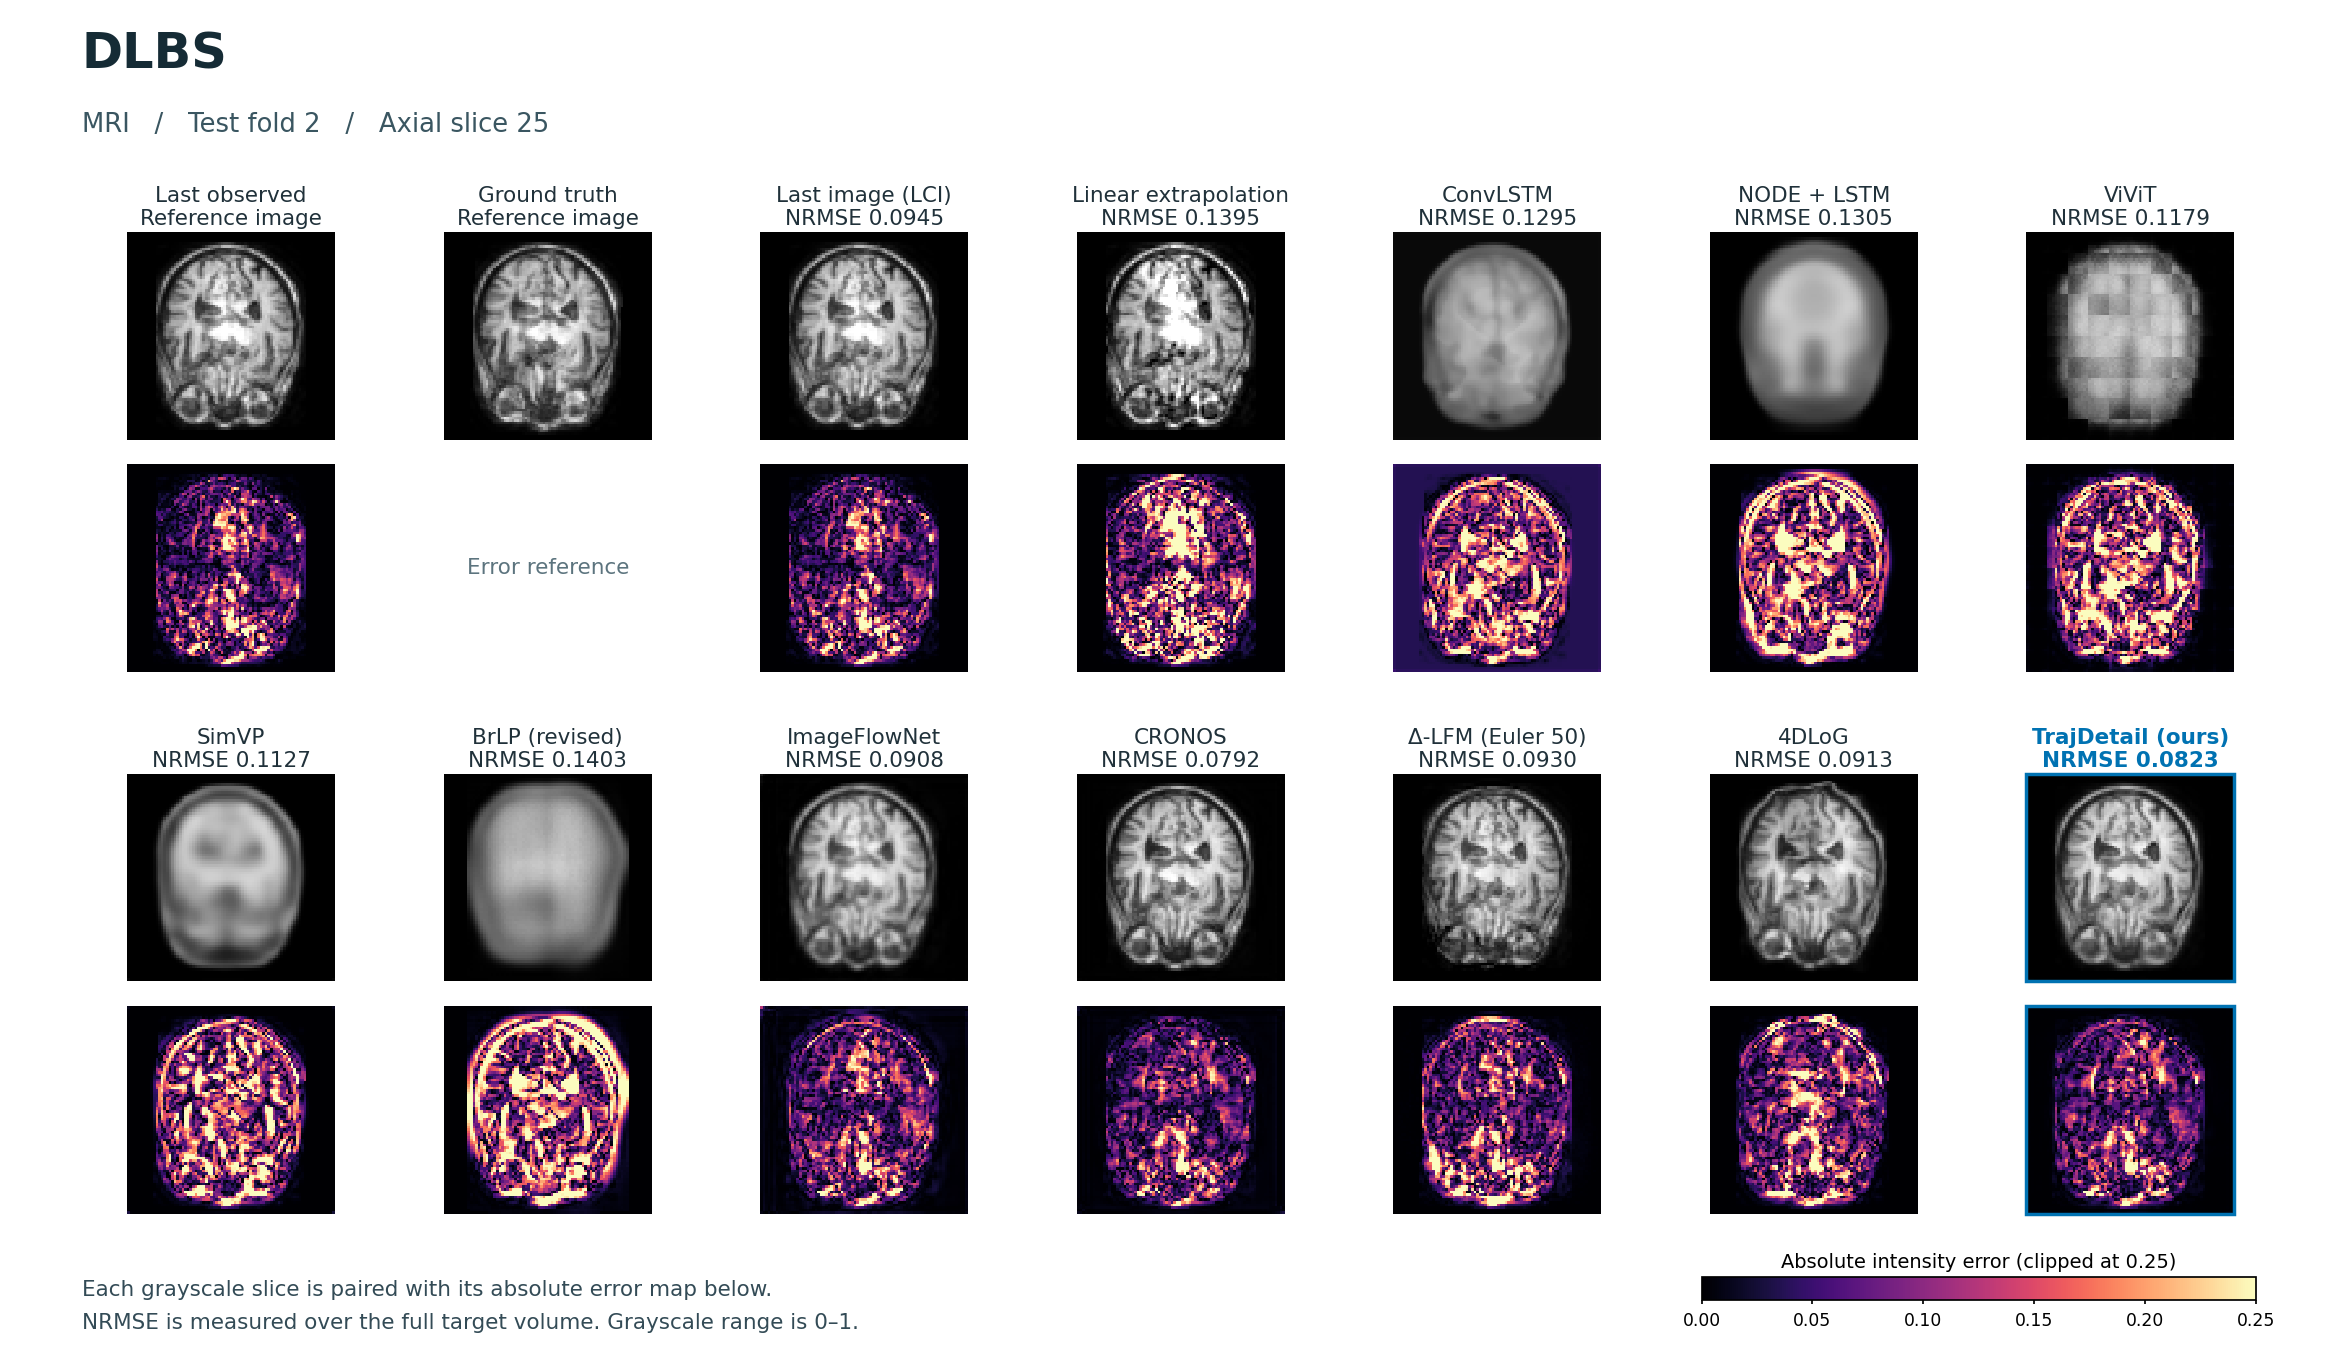 DLBS
MRI / Test fold 2 / Axial slice 25
Last observed
Reference image
Ground truth
Reference image
Last image (LCI)
NRMSE 0.0945
Linear extrapolation
NRMSE 0.1395
ConvLSTM
NRMSE 0.1295
NODE + LSTM
NRMSE 0.1305
ViViT
NRMSE 0.1179
Error reference
SimVP
NRMSE 0.1127
BrLP (revised)
NRMSE 0.1403
ImageFlowNet
NRMSE 0.0908
CRONOS
NRMSE 0.0792
Δ-LFM (Euler 50)
NRMSE 0.0930
4DLoG
NRMSE 0.0913
TrajDetail (ours)
NRMSE 0.0823
Absolute intensity error (clipped at 0.25)
0.00 0.05 0.10 0.15 0.20 0.25
Each grayscale slice is paired with its absolute error map below.
NRMSE is measured over the full target volume. Grayscale range is 0–1.